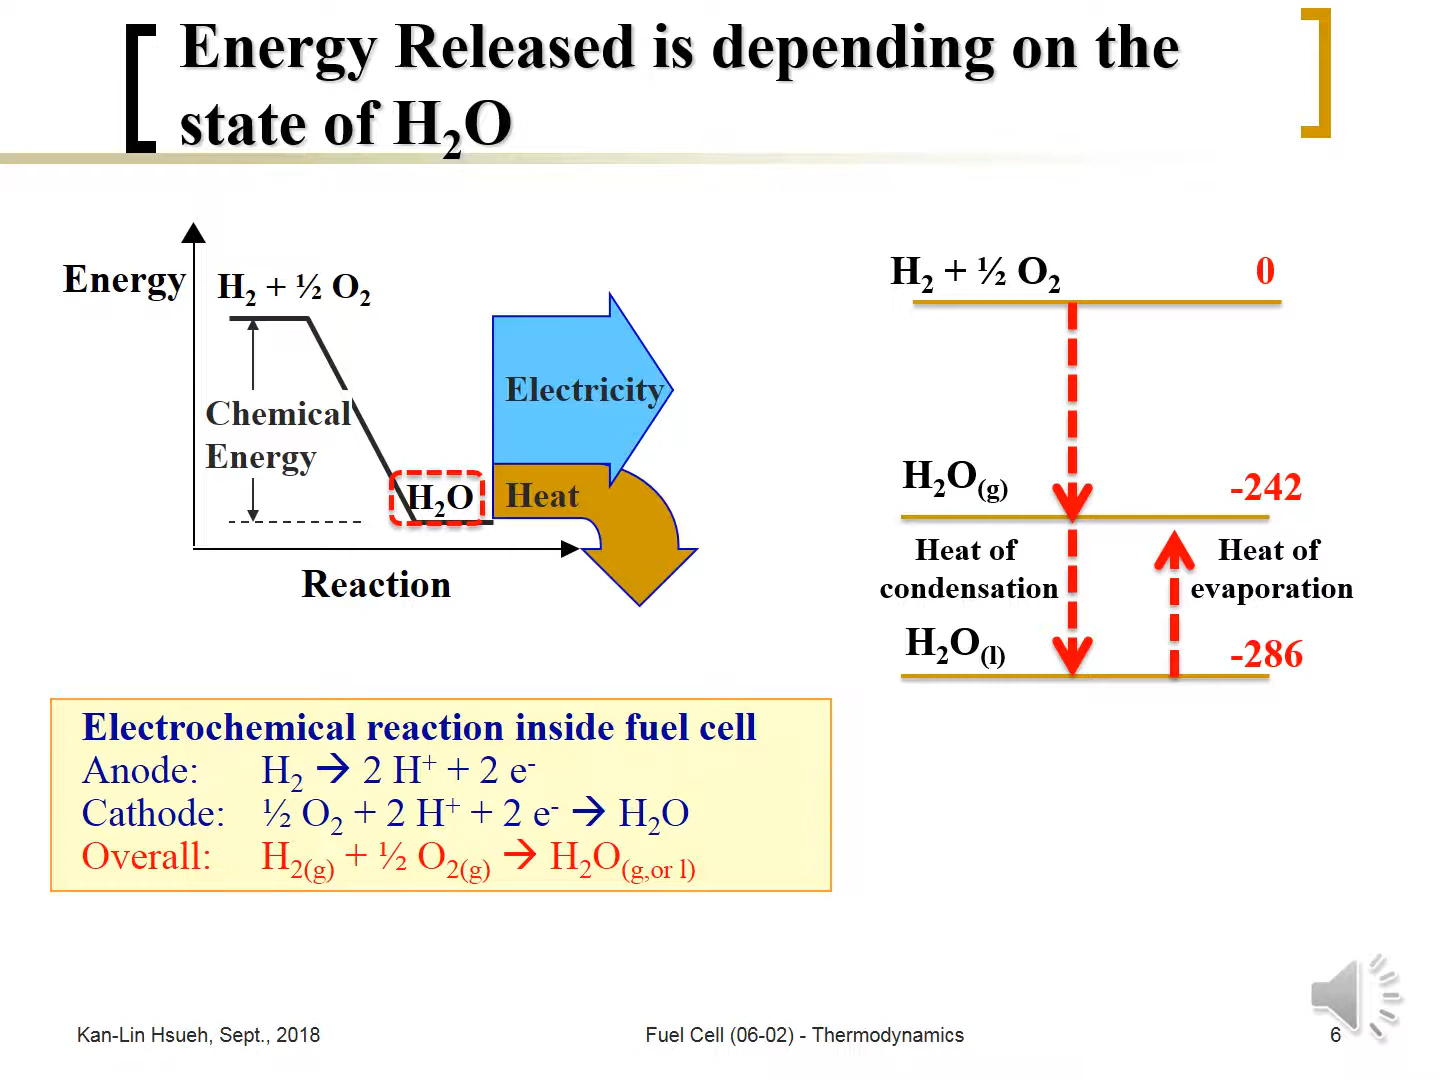 Energy Released is depending on the
state of H₂O
Energy
H₂ + ½ O₂
Chemical
Energy
H₂O
Electricity
Heat
Reaction
H₂ + ½ O₂ 0
H₂O(g) -242
Heat of
condensation
Heat of
evaporation
H₂O(l) -286
Electrochemical reaction inside fuel cell
Anode: H₂ → 2 H⁺ + 2 e⁻
Cathode: ½ O₂ + 2 H⁺ + 2 e⁻ → H₂O
Overall: H₂(g) + ½ O₂(g) → H₂O(g,or l)
Kan-Lin Hsueh, Sept., 2018
Fuel Cell (06-02) - Thermodynamics
6